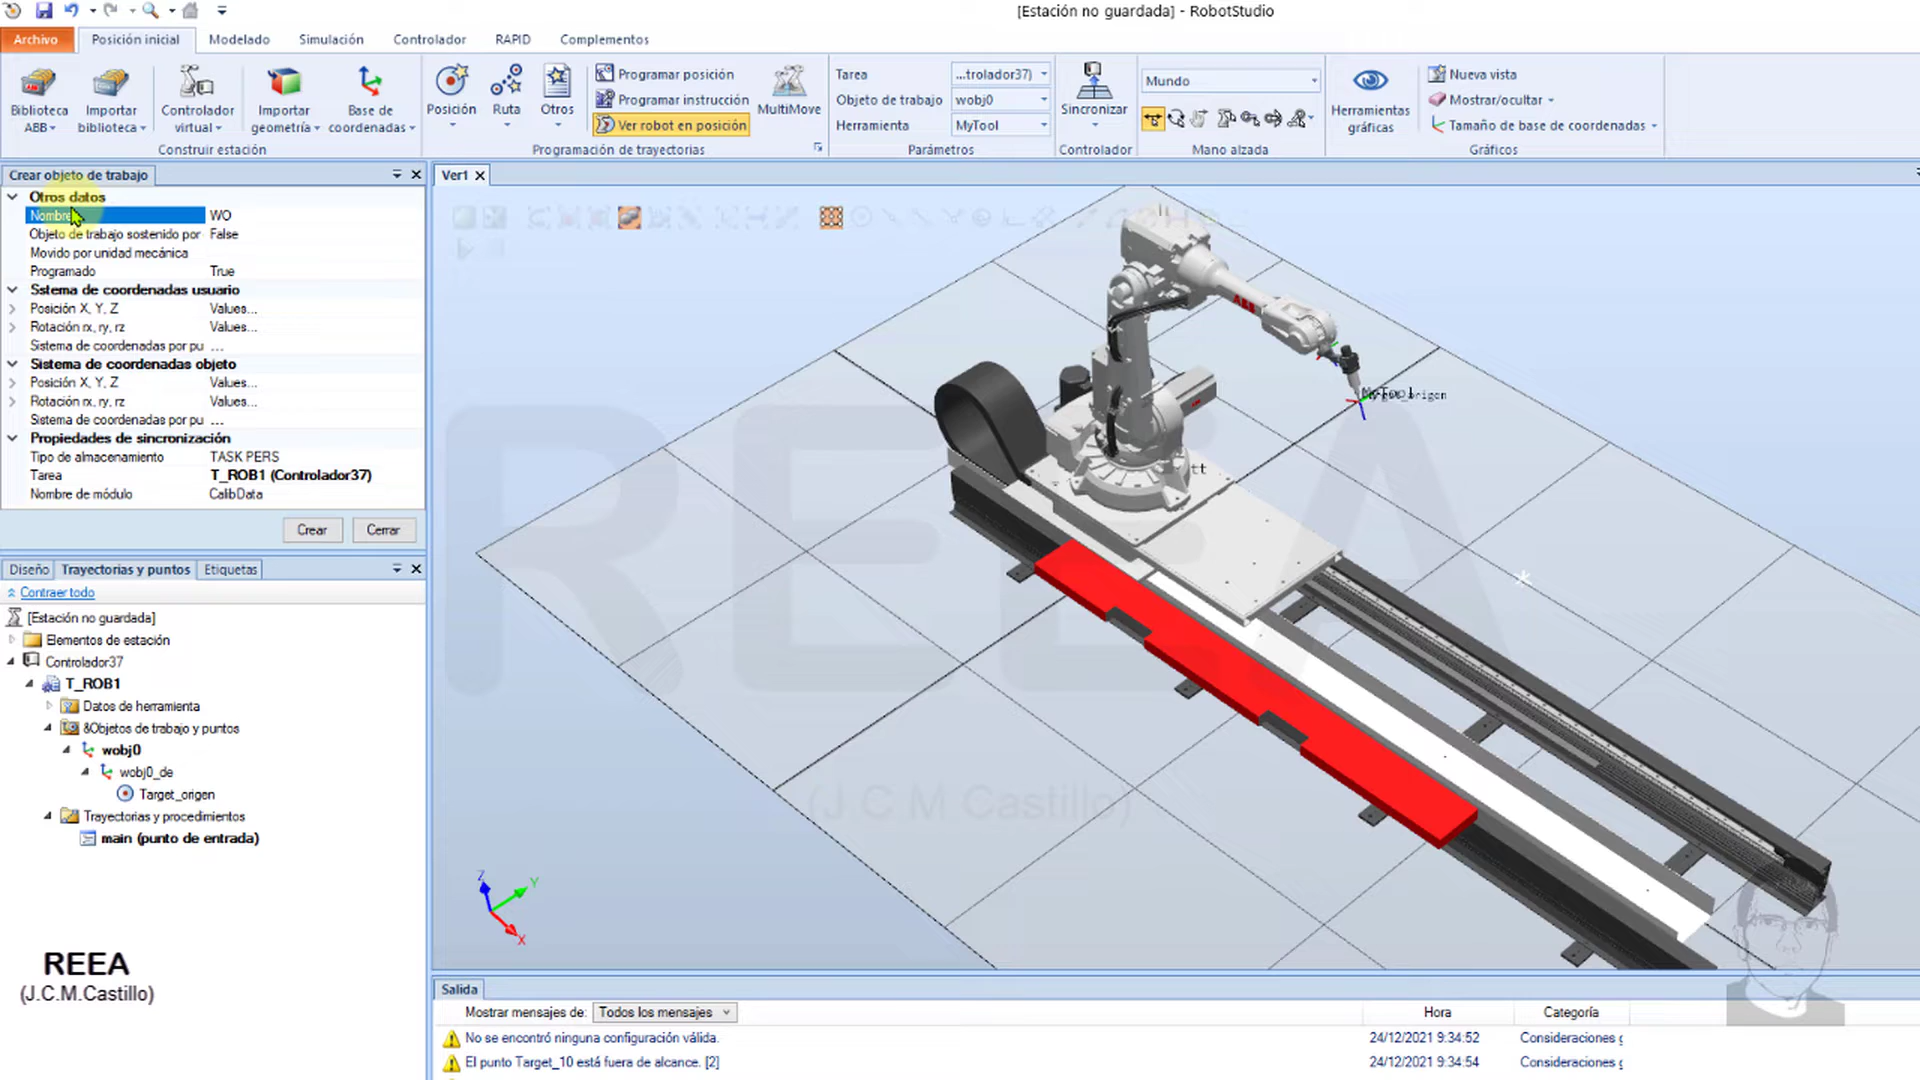 [Estación no guardada] - RobotStudio
Archivo Posición inicial Modelado Simulación Controlador RAPID Complementos
Biblioteca ABB Importar biblioteca Controlador virtual Importar geometría Base de coordenadas
Construir estación
Posición Ruta Otros
Programar posición
Programar instrucción
Ver robot en posición
MultiMove
Programación de trayectorias
Tarea ...trolador37)
Objeto de trabajo wobj0
Herramienta MyTool
Parámetros
Sincronizar
Controlador
Mundo
Mano alzada
Herramientas gráficas
Nueva vista
Mostrar/ocultar
Tamaño de base de coordenadas
Gráficos
Crear objeto de trabajo
Otros datos
Nombre WO
Objeto de trabajo sostenido por False
Movido por unidad mecánica
Programado True
Sstema de coordenadas usuario
Posición X, Y, Z Values...
Rotación rx, ry, rz Values...
Sistema de coordenadas por pu ...
Sistema de coordenadas objeto
Posición X, Y, Z Values...
Rotación rx, ry, rz Values...
Sistema de coordenadas por pu ...
Propiedades de sincronización
Tipo de almacenamiento TASK PERS
Tarea T_ROB1 (Controlador37)
Nombre de módulo CalibData
Crear Cerrar
Diseño Trayectorias y puntos Etiquetas
Contraer todo
[Estación no guardada]
Elementos de estación
Controlador37
T_ROB1
Datos de herramienta
&Objetos de trabajo y puntos
wobj0
wobj0_de
Target_origen
Trayectorias y procedimientos
main (punto de entrada)
REEA
(J.C.M.Castillo)
Ver1
ABB
MyTool
tt
REEA
(J.C.M Castillo)
Z
Y
X
Salida
Mostrar mensajes de: Todos los mensajes Hora Categoría
No se encontró ninguna configuración válida. 24/12/2021 9:34:52 Consideraciones g
El punto Target_10 está fuera de alcance. [2] 24/12/2021 9:34:54 Consideraciones g